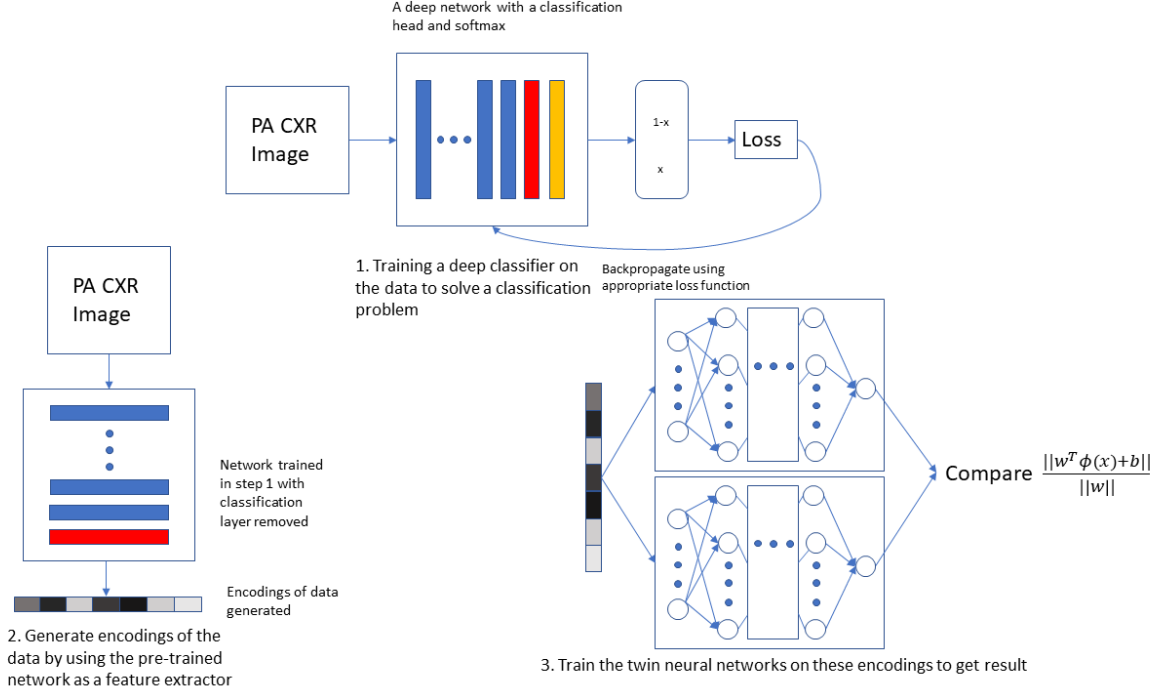 A deep network with a classification
head and softmax
PA CXR
Image
1-x
x
Loss
1. Training a deep classifier on
the data to solve a classification
problem
Backpropagate using
appropriate loss function
PA CXR
Image
Network trained
in step 1 with
classification
layer removed
Encodings of data
generated
2. Generate encodings of the
data by using the pre-trained
network as a feature extractor
Compare ||w^T ϕ(x)+b|| / ||w||
3. Train the twin neural networks on these encodings to get result